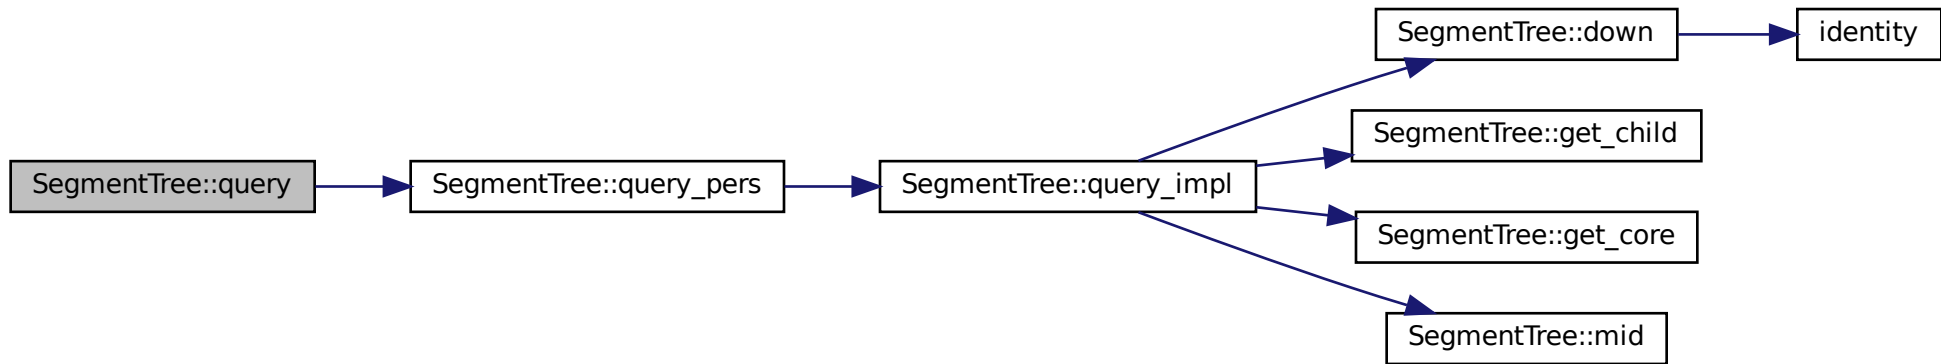 SegmentTree::query
SegmentTree::query_pers
SegmentTree::query_impl
SegmentTree::down
identity
SegmentTree::get_child
SegmentTree::get_core
SegmentTree::mid